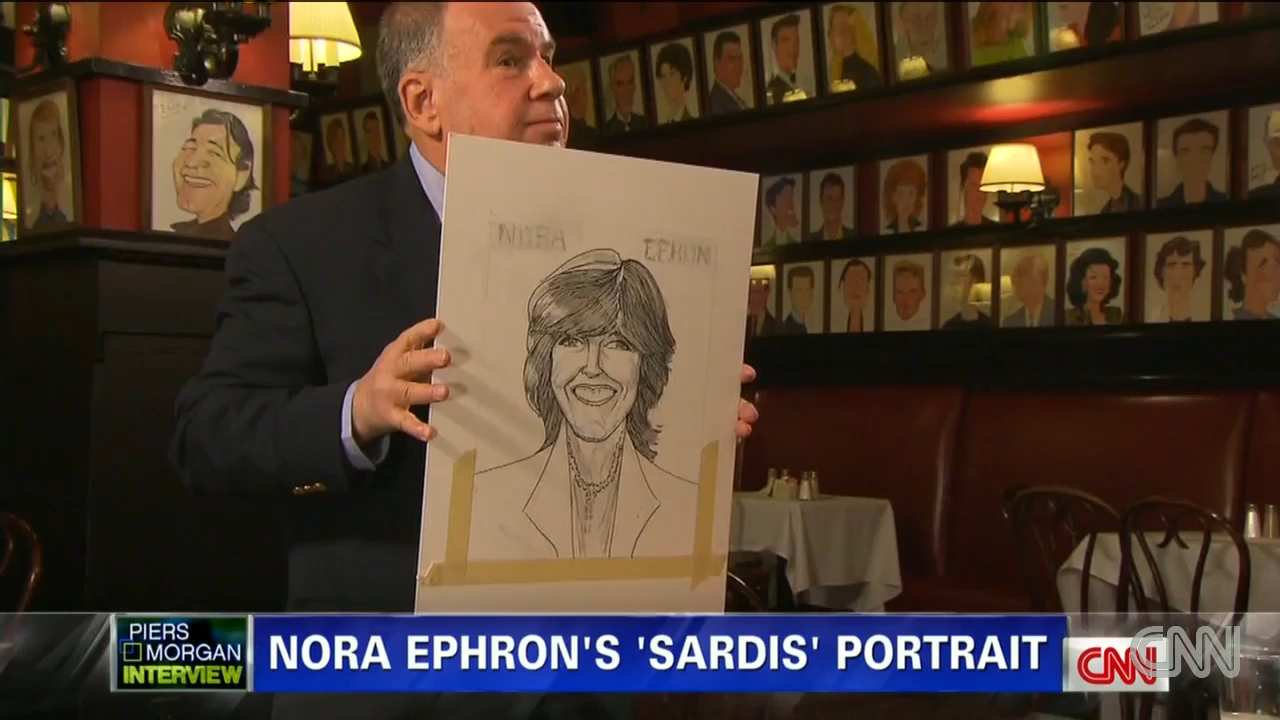 NORA EPHRON
PIERS
MORGAN
INTERVIEW
NORA EPHRON'S 'SARDIS' PORTRAIT
CNN
CNN